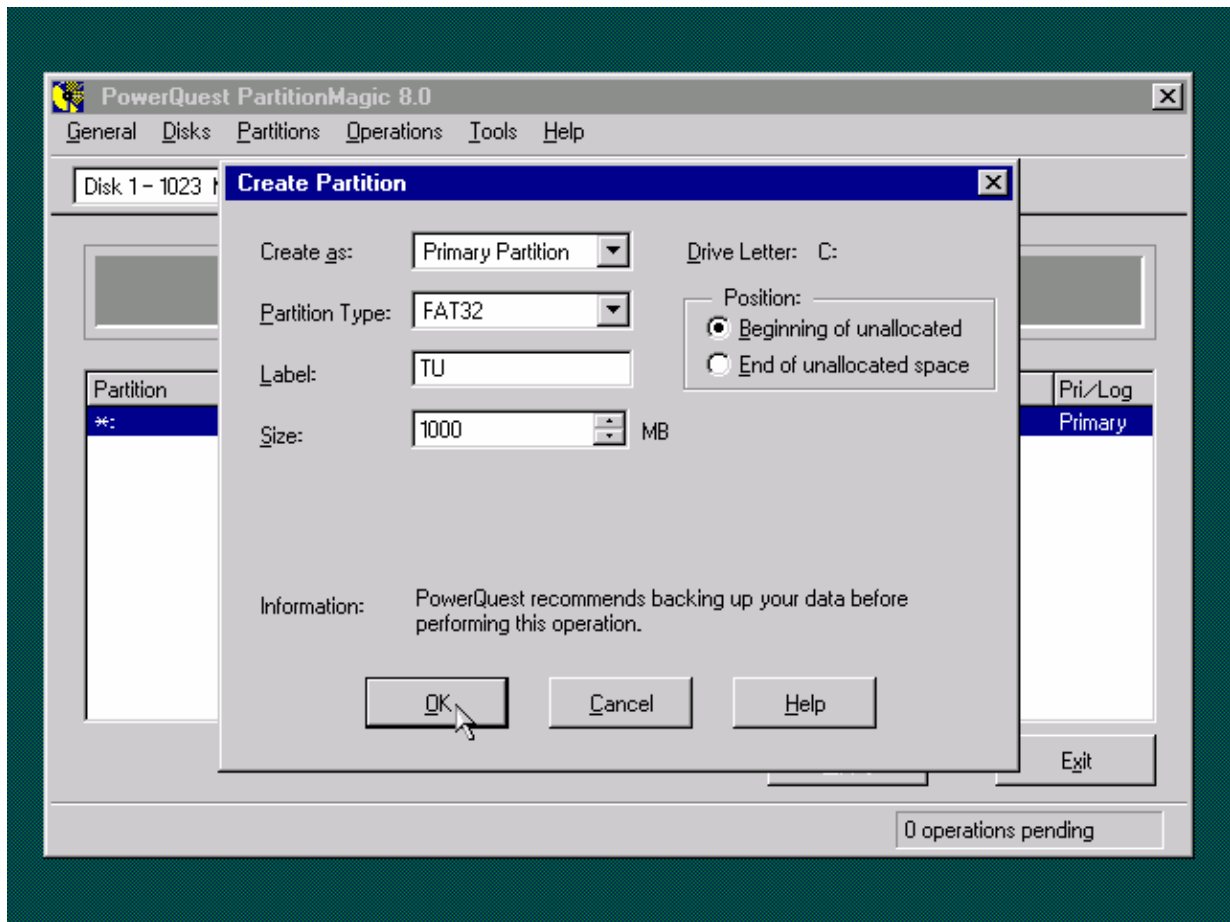 PowerQuest PartitionMagic 8.0
General Disks Partitions Operations Tools Help
Disk 1 - 1023
Create Partition
Create as: Primary Partition Drive Letter: C:
Position:
Partition Type: FAT32 Beginning of unallocated
Label: TU End of unallocated space
Partition Pri/Log
*: Primary
Size: 1000 MB
Information: PowerQuest recommends backing up your data before
performing this operation.
OK Cancel Help
Exit
0 operations pending